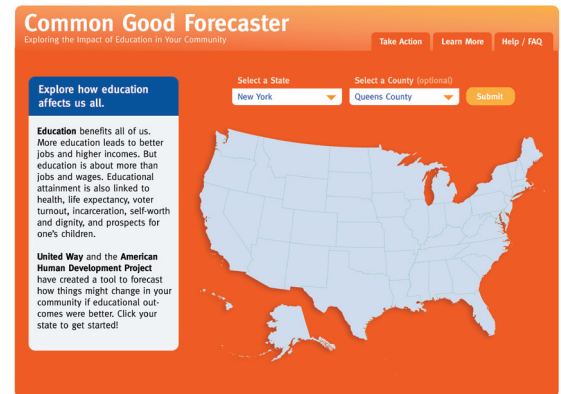 Common Good Forecaster
Exploring the Impact of Education in Your Community
Take Action
Learn More
Help / FAQ
Select a State
Select a County (optional)
New York
Queens County
Submit
Explore how education
affects us all.
Education benefits all of us.
More education leads to better
jobs and higher incomes. But
education is about more than
jobs and wages. Educational
attainment is also linked to
health, life expectancy, voter
turnout, incarceration, self-worth
and dignity, and prospects for
one's children.
United Way and the American
Human Development Project
have created a tool to forecast
how things might change in your
community if educational out-
comes were better. Click your
state to get started!